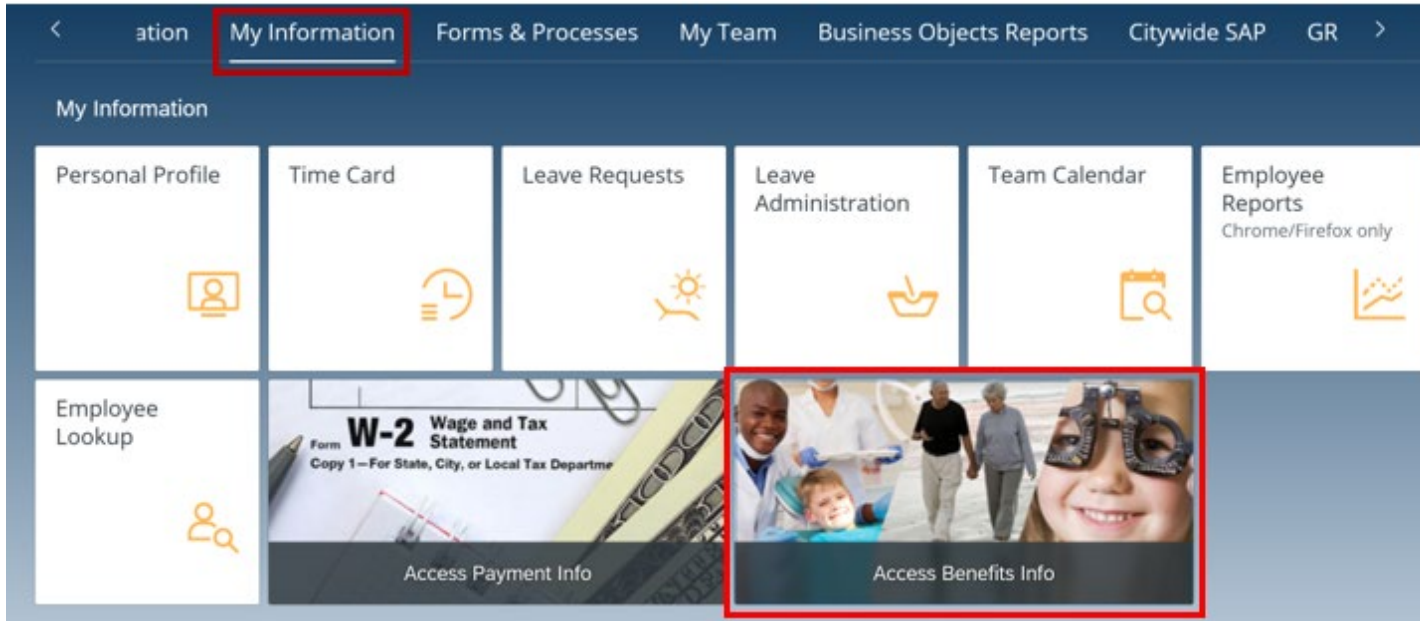 ation My Information Forms & Processes My Team Business Objects Reports Citywide SAP GR
My Information
Personal Profile
Time Card
Leave Requests
Leave
Administration
Team Calendar
Employee
Reports
Chrome/Firefox only
Employee
Lookup
Form W-2 Wage and Tax
Statement
Copy 1—For State, City, or Local Tax Departme
Access Payment Info
Access Benefits Info